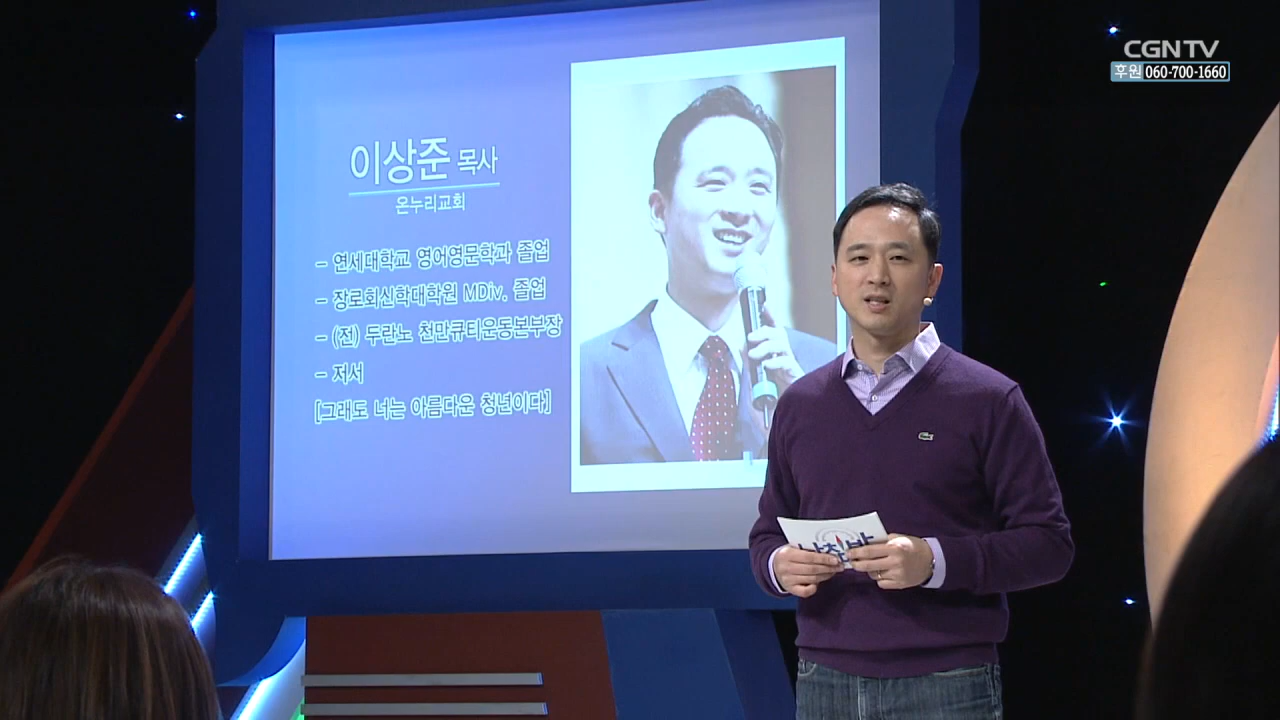 CGNTV
후원 060-700-1660
이상준 목사
온누리교회
- 연세대학교 영어영문학과 졸업
- 장로회신학대학원 MDiv. 졸업
- (전) 두란노 천만큐티운동본부장
- 저서
[그래도 너는 아름다운 청년이다]